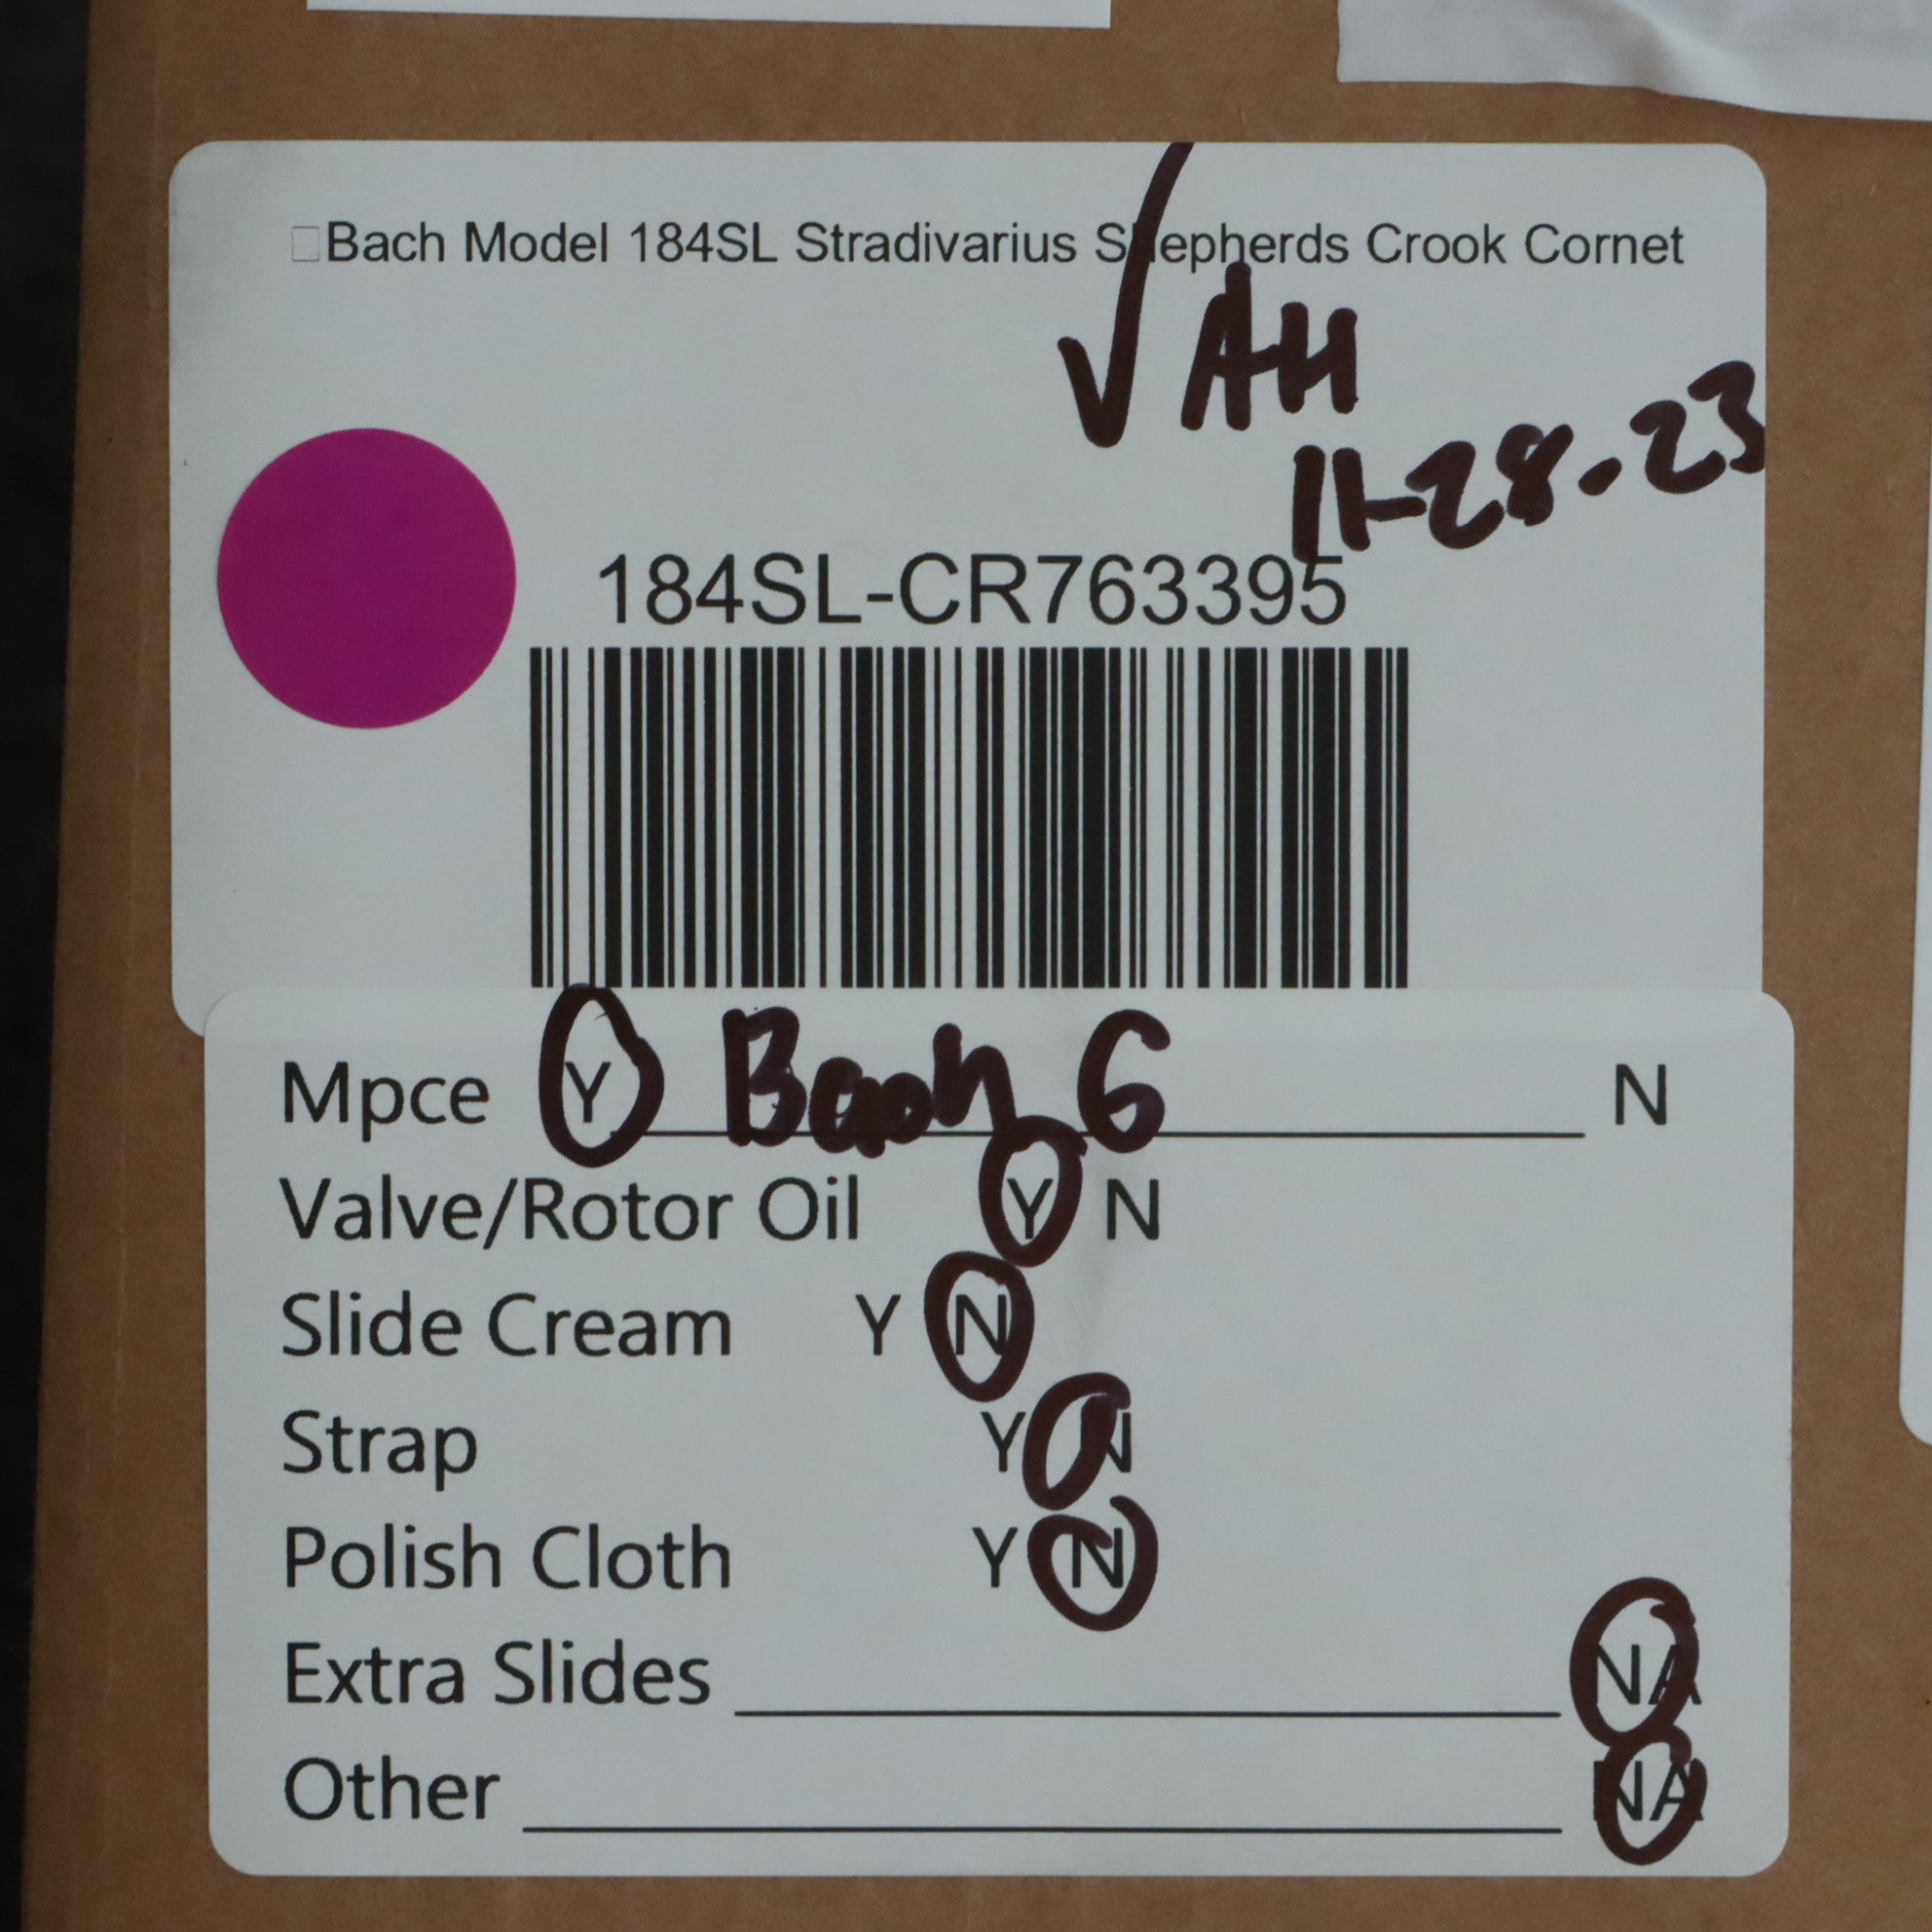 Bach Model 184SL Stradivarius Shepherds Crook Cornet
√ AH
11-28.23
184SL-CR763395
Mpce Y Bach 6 N
Valve/Rotor Oil Y N
Slide Cream Y N
Strap Y N
Polish Cloth Y N
Extra Slides NA
Other NA